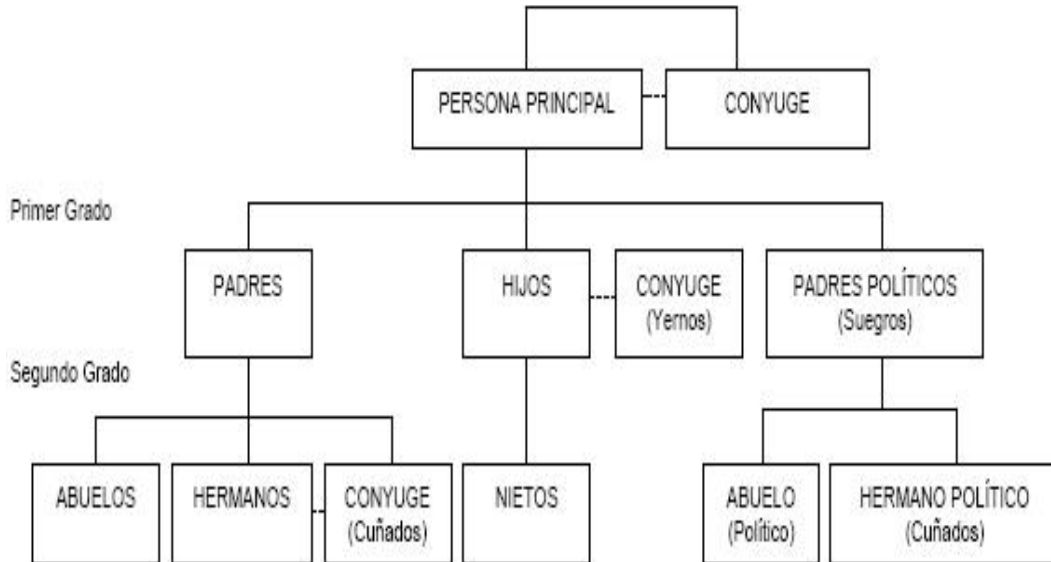 PERSONA PRINCIPAL
CONYUGE
Primer Grado
PADRES
HIJOS
CONYUGE
(Yernos)
PADRES POLÍTICOS
(Suegros)
Segundo Grado
ABUELOS
HERMANOS
CONYUGE
(Cuñados)
NIETOS
ABUELO
(Político)
HERMANO POLÍTICO
(Cuñados)